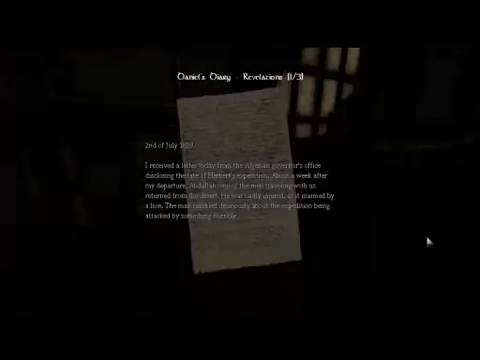 Daniel's Diary - Revelations (1/3)
2nd of July 1839.
I received a letter today from the Algerian governor's office
disclosing the fate of Herbert's expedition. About a week after
my departure, Abdullah, one of the men traveling with us,
returned from the desert. He was badly injured, as if maimed by
a lion. The man rambled about the expedition being
attacked by something horrible.